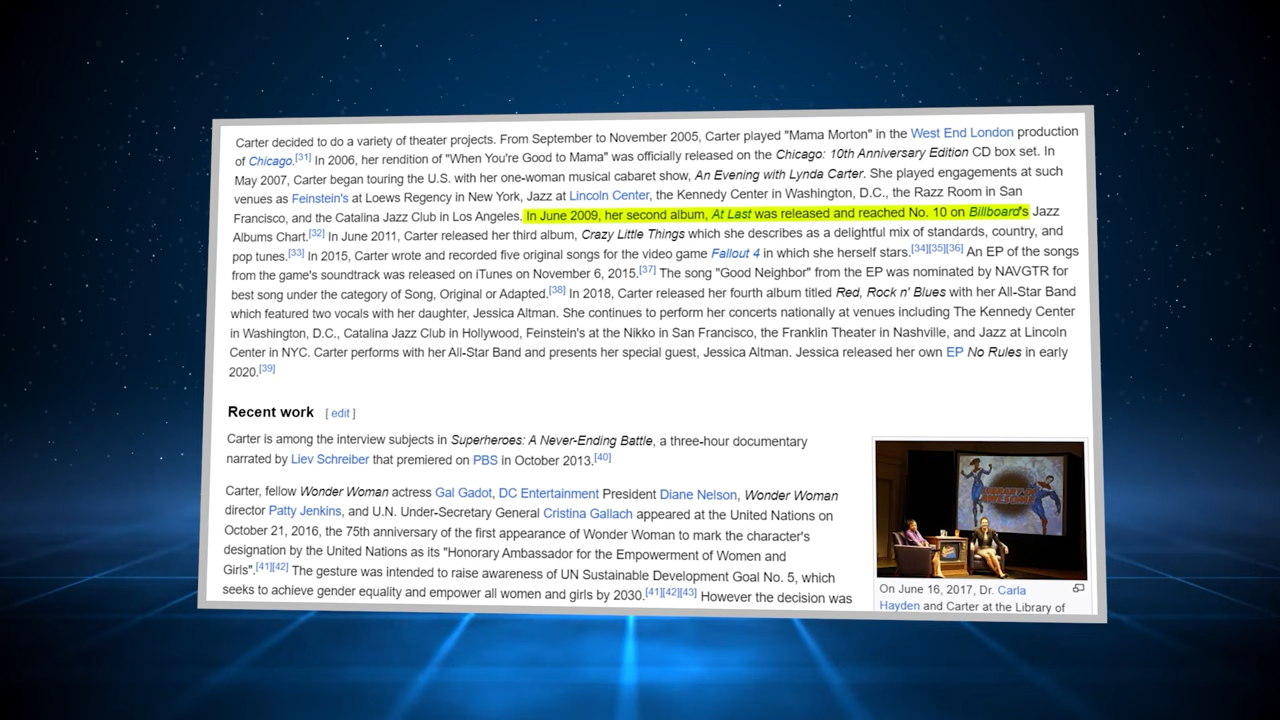 Carter decided to do a variety of theater projects. From September to November 2005, Carter played "Mama Morton" in the West End London production
of Chicago.[31] In 2006, her rendition of "When You're Good to Mama" was officially released on the Chicago: 10th Anniversary Edition CD box set. In
May 2007, Carter began touring the U.S. with her one-woman musical cabaret show, An Evening with Lynda Carter. She played engagements at such
venues as Feinstein's at Loews Regency in New York, Jazz at Lincoln Center, the Kennedy Center in Washington, D.C., the Razz Room in San
Francisco, and the Catalina Jazz Club in Los Angeles. In June 2009, her second album, At Last was released and reached No. 10 on Billboard's Jazz
Albums Chart.[32] In June 2011, Carter released her third album, Crazy Little Things which she describes as a delightful mix of standards, country, and
pop tunes.[33] In 2015, Carter wrote and recorded five original songs for the video game Fallout 4 in which she herself stars.[34][35][36] An EP of the songs
from the game's soundtrack was released on iTunes on November 6, 2015.[37] The song "Good Neighbor" from the EP was nominated by NAVGTR for
best song under the category of Song, Original or Adapted.[38] In 2018, Carter released her fourth album titled Red, Rock n' Blues with her All-Star Band
which featured two vocals with her daughter, Jessica Altman. She continues to perform her concerts nationally at venues including The Kennedy Center
in Washington, D.C., Catalina Jazz Club in Hollywood, Feinstein's at the Nikko in San Francisco, the Franklin Theater in Nashville, and Jazz at Lincoln
Center in NYC. Carter performs with her All-Star Band and presents her special guest, Jessica Altman. Jessica released her own EP No Rules in early
2020.[39]
Recent work [ edit ]
Carter is among the interview subjects in Superheroes: A Never-Ending Battle, a three-hour documentary
narrated by Liev Schreiber that premiered on PBS in October 2013.[40]
Carter, fellow Wonder Woman actress Gal Gadot, DC Entertainment President Diane Nelson, Wonder Woman
director Patty Jenkins, and U.N. Under-Secretary General Cristina Gallach appeared at the United Nations on
October 21, 2016, the 75th anniversary of the first appearance of Wonder Woman to mark the character's
designation by the United Nations as its "Honorary Ambassador for the Empowerment of Women and
Girls".[41][42] The gesture was intended to raise awareness of UN Sustainable Development Goal No. 5, which
seeks to achieve gender equality and empower all women and girls by 2030.[41][42][43] However the decision was
On June 16, 2017, Dr. Carla
Hayden and Carter at the Library of